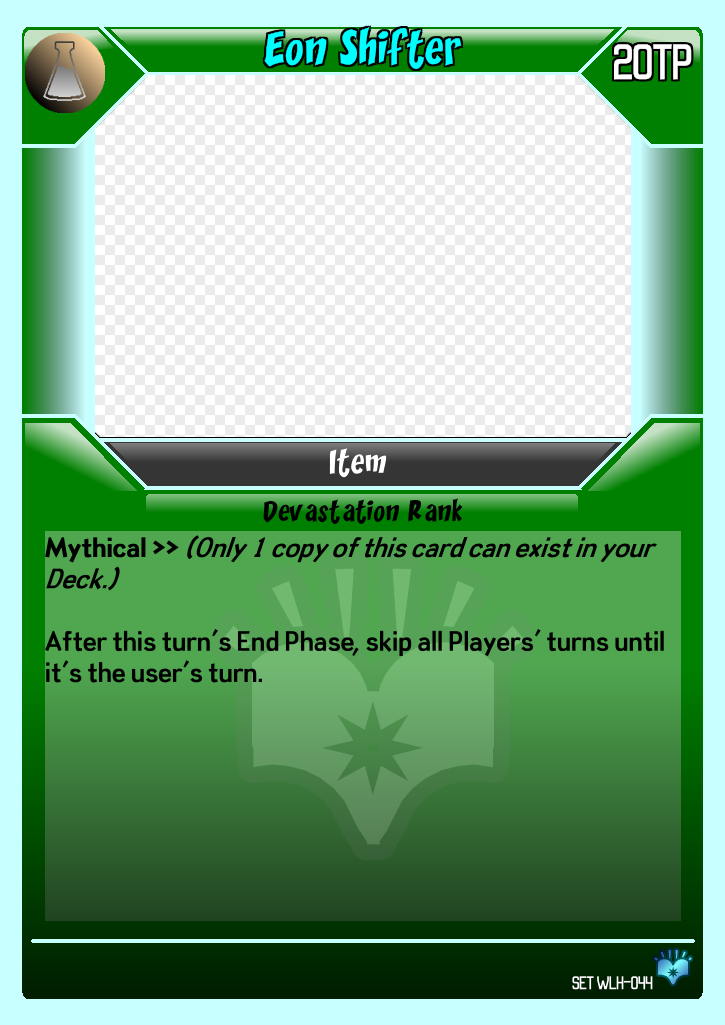 Eon Shifter
20TP
Item
Devastation Rank
Mythical >> (Only 1 copy of this card can exist in your
Deck.)
After this turn's End Phase, skip all Players' turns until
it's the user's turn.
SET WLH-044